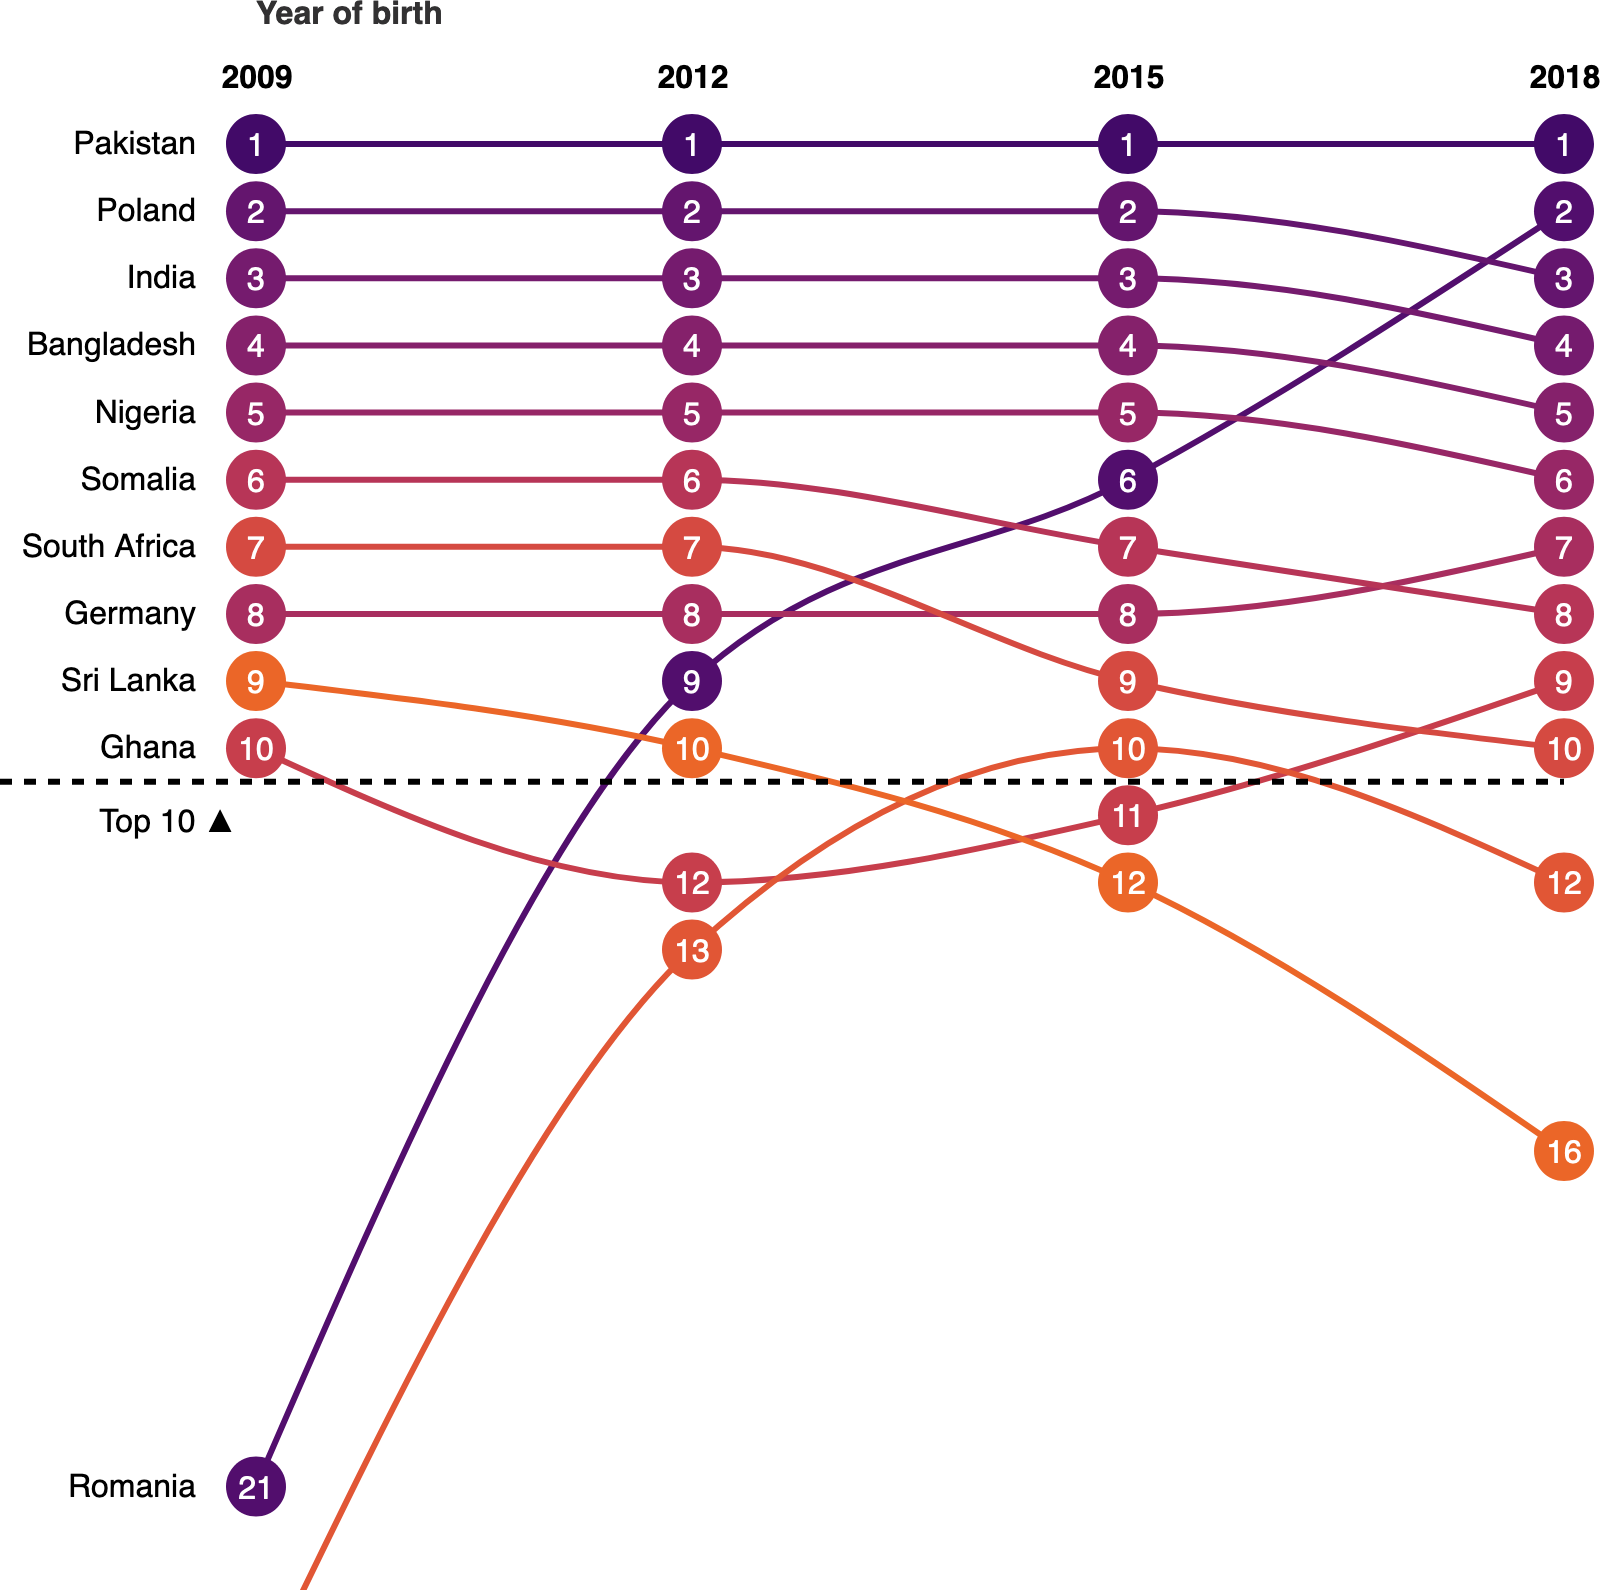 Year of birth
2009 2012 2015 2018
Pakistan 1 1 1 1
Poland 2 2 2 2
India 3 3 3 3
Bangladesh 4 4 4 4
Nigeria 5 5 5 5
Somalia 6 6 6 6
South Africa 7 7 7 7
Germany 8 8 8 8
Sri Lanka 9 9 9 9
Ghana 10 10 10 10
Top 10 ▲ 11
12 12 12
13
16
Romania 21